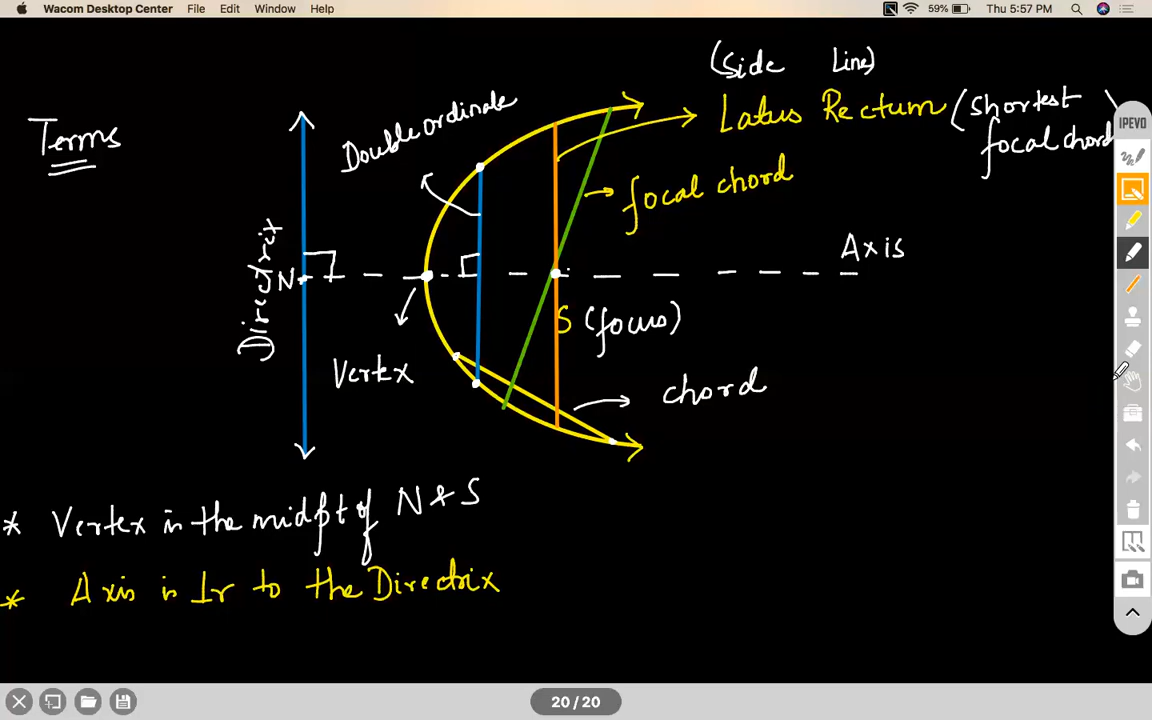 Wacom Desktop Center File Edit Window Help 59% Thu 5:57 PM
(Side Line)
Latus Rectum (Shortest focal chord)
Terms
Double ordinate
focal chord
IPEVO
Directrix
N
Axis
S (focus)
Vertex
chord
* Vertex is the midpt of N & S
* Axis is ⊥r to the Directrix
20 / 20